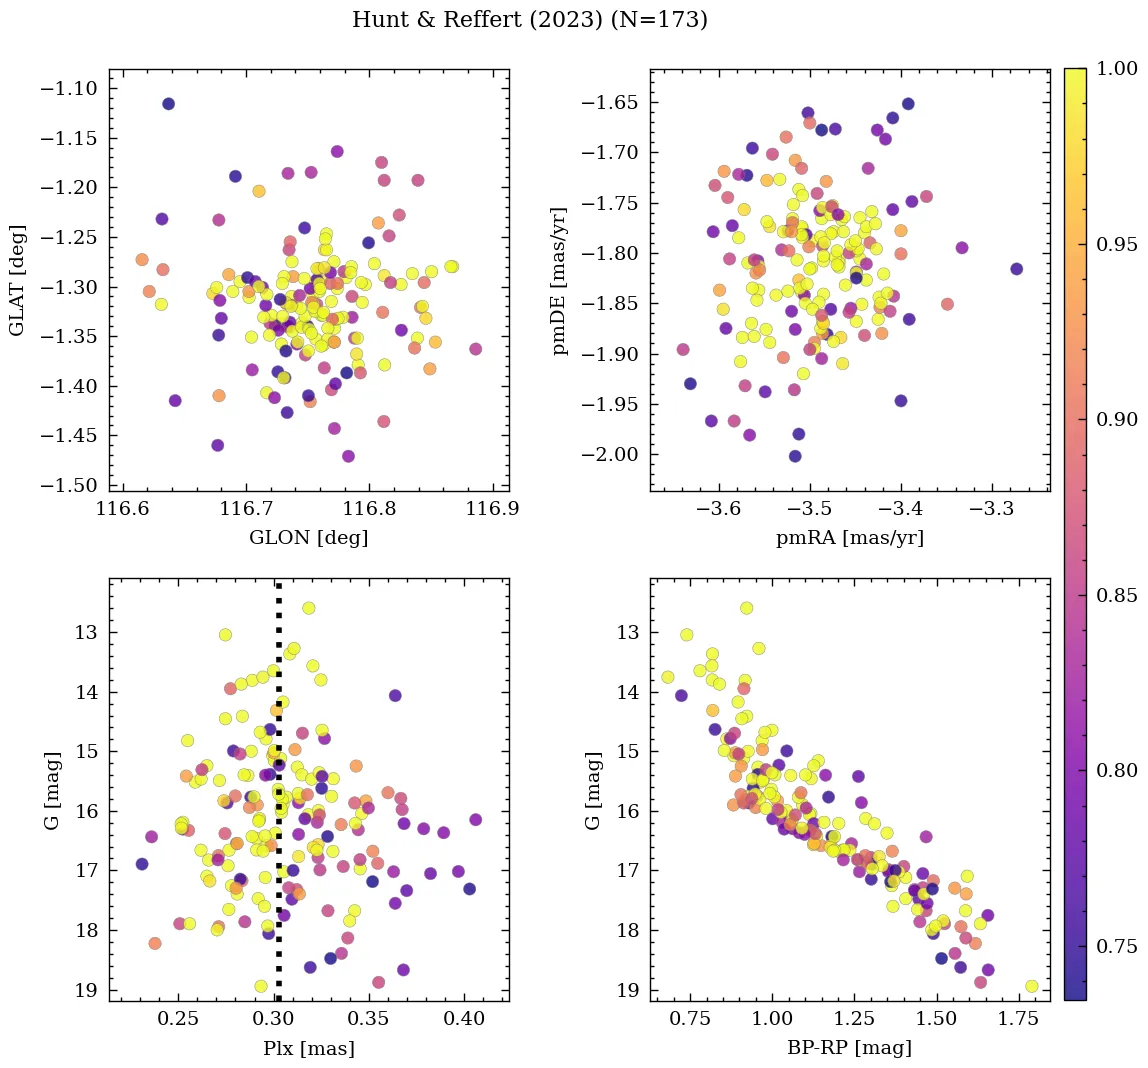 Hunt & Reffert (2023) (N=173)
−1.10
−1.15
−1.20
−1.25
−1.30
−1.35
−1.40
−1.45
−1.50
GLAT [deg]
116.6 116.7 116.8 116.9
GLON [deg]
−1.65
−1.70
−1.75
−1.80
−1.85
−1.90
−1.95
−2.00
pmDE [mas/yr]
−3.6 −3.5 −3.4 −3.3
pmRA [mas/yr]
1.00
0.95
0.90
0.85
0.80
0.75
13
14
15
16
17
18
19
G [mag]
0.25 0.30 0.35 0.40
Plx [mas]
13
14
15
16
17
18
19
G [mag]
0.75 1.00 1.25 1.50 1.75
BP-RP [mag]